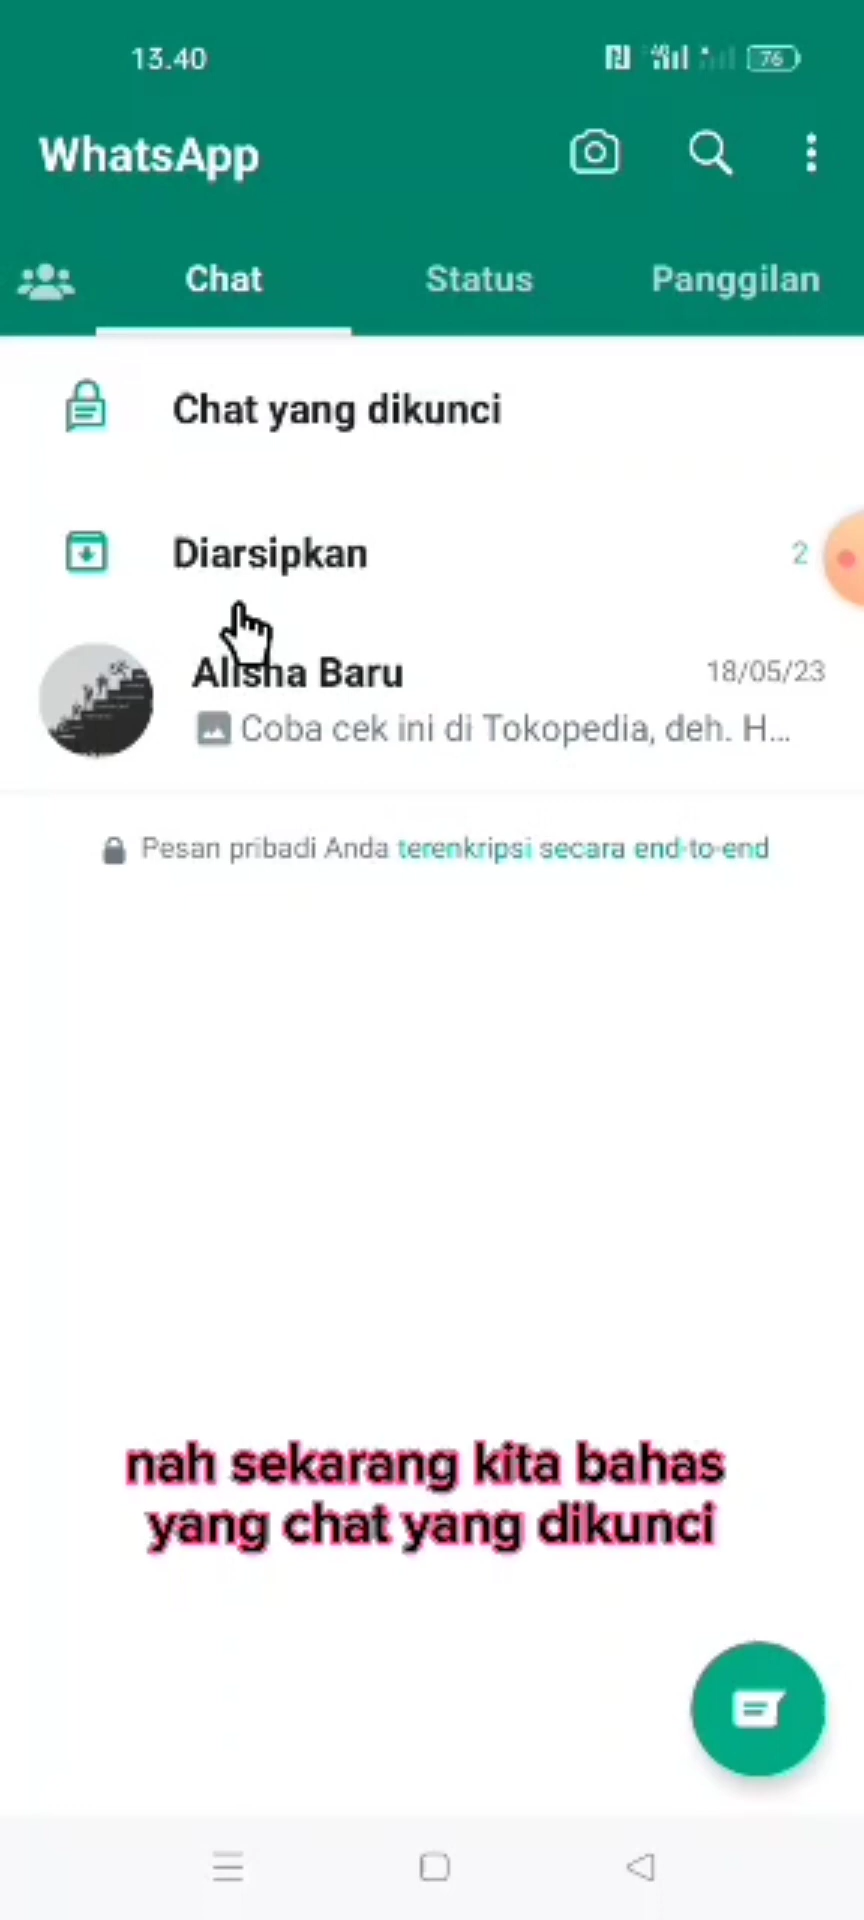 13.40
76
WhatsApp
Chat
Status
Panggilan
Chat yang dikunci
Diarsipkan
2
Alisha Baru
18/05/23
Coba cek ini di Tokopedia, deh. H...
Pesan pribadi Anda terenkripsi secara end-to-end
nah sekarang kita bahas
yang chat yang dikunci